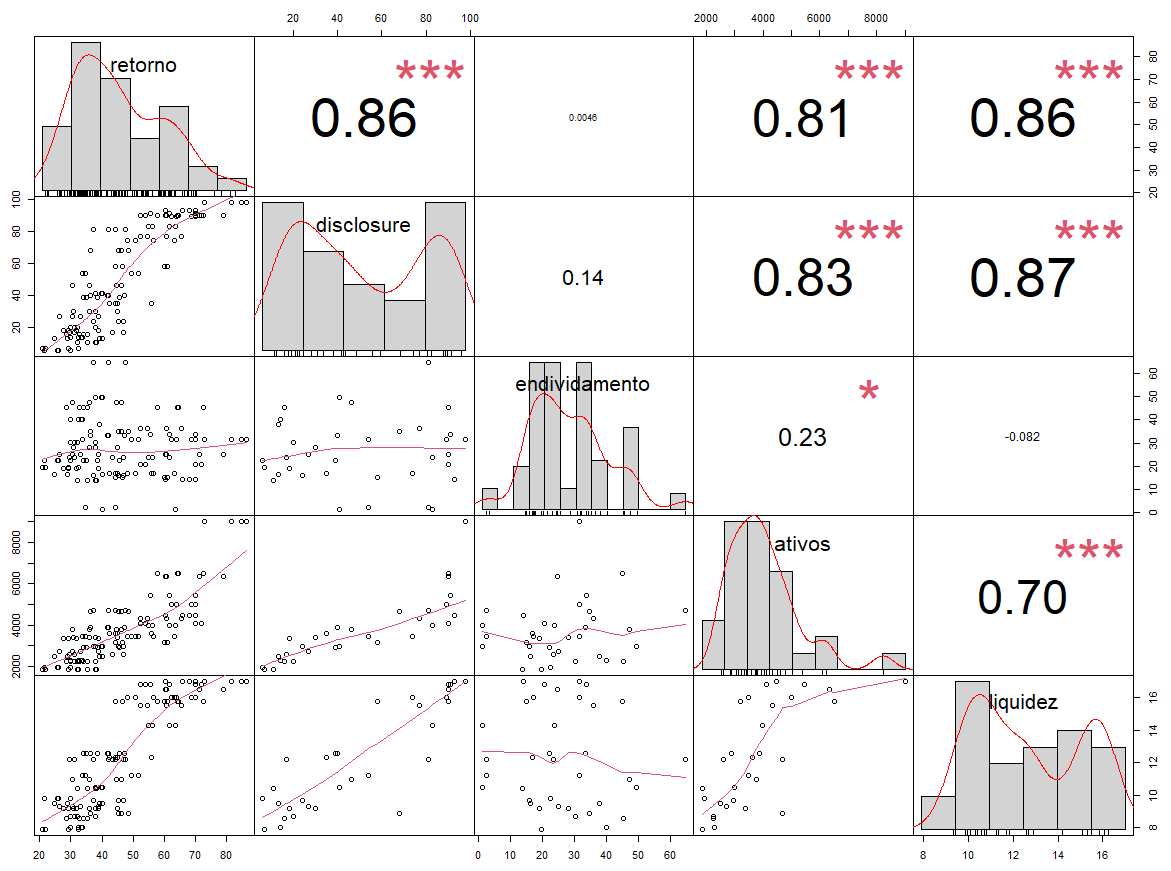 20 40 60 80 100
2000 4000 6000 8000
retorno
***
0.86
0.0046
***
0.81
***
0.86
20 30 40 50 60 70 80
20 40 60 80 100
disclosure
0.14
***
0.83
***
0.87
endividamento
*
0.23
-0.082
0 10 20 30 40 50 60
2000 4000 6000 8000
ativos
***
0.70
liquidez
8 10 12 14 16
20 30 40 50 60 70 80
0 10 20 30 40 50 60
8 10 12 14 16